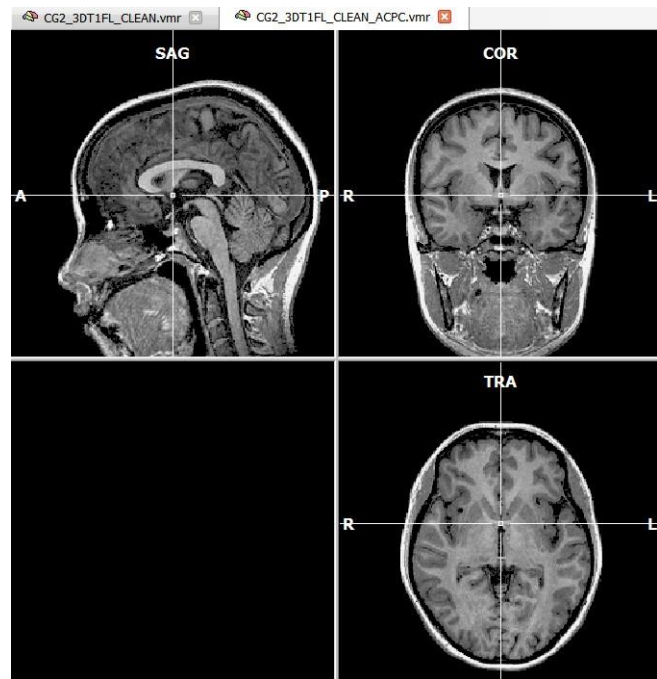 CG2_3DT1FL_CLEAN.vmr CG2_3DT1FL_CLEAN_ACPC.vmr
SAG COR
A P R L
TRA
R L